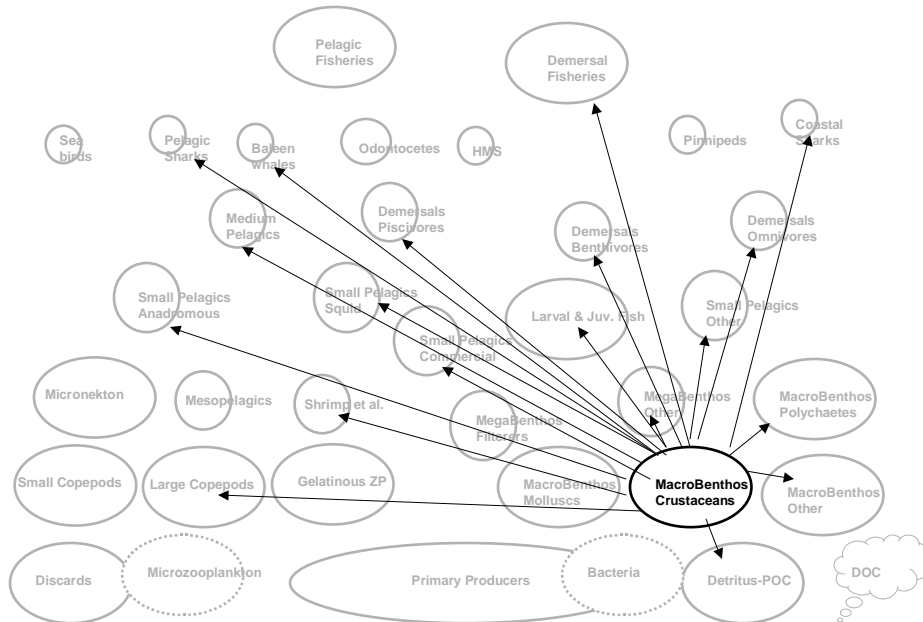 Pelagic
Fisheries
Demersal
Fisheries
Sea
birds
Pelagic
Sharks
Baleen
whales
Odontocetes
HMS
Pinnipeds
Coastal
Sharks
Medium
Pelagics
Demersals
Piscivores
Demersals
Benthivores
Demersals
Omnivores
Small Pelagics
Anadromous
Small Pelagics
Squid
Small Pelagics
Commercial
Larval & Juv. Fish
Small Pelagics
Other
Micronekton
Mesopelagics
Shrimp et al.
MegaBenthos
Filterers
MegaBenthos
Other
MacroBenthos
Polychaetes
Small Copepods
Large Copepods
Gelatinous ZP
MacroBenthos
Molluscs
MacroBenthos
Crustaceans
MacroBenthos
Other
Discards
Microzooplankton
Primary Producers
Bacteria
Detritus-POC
DOC